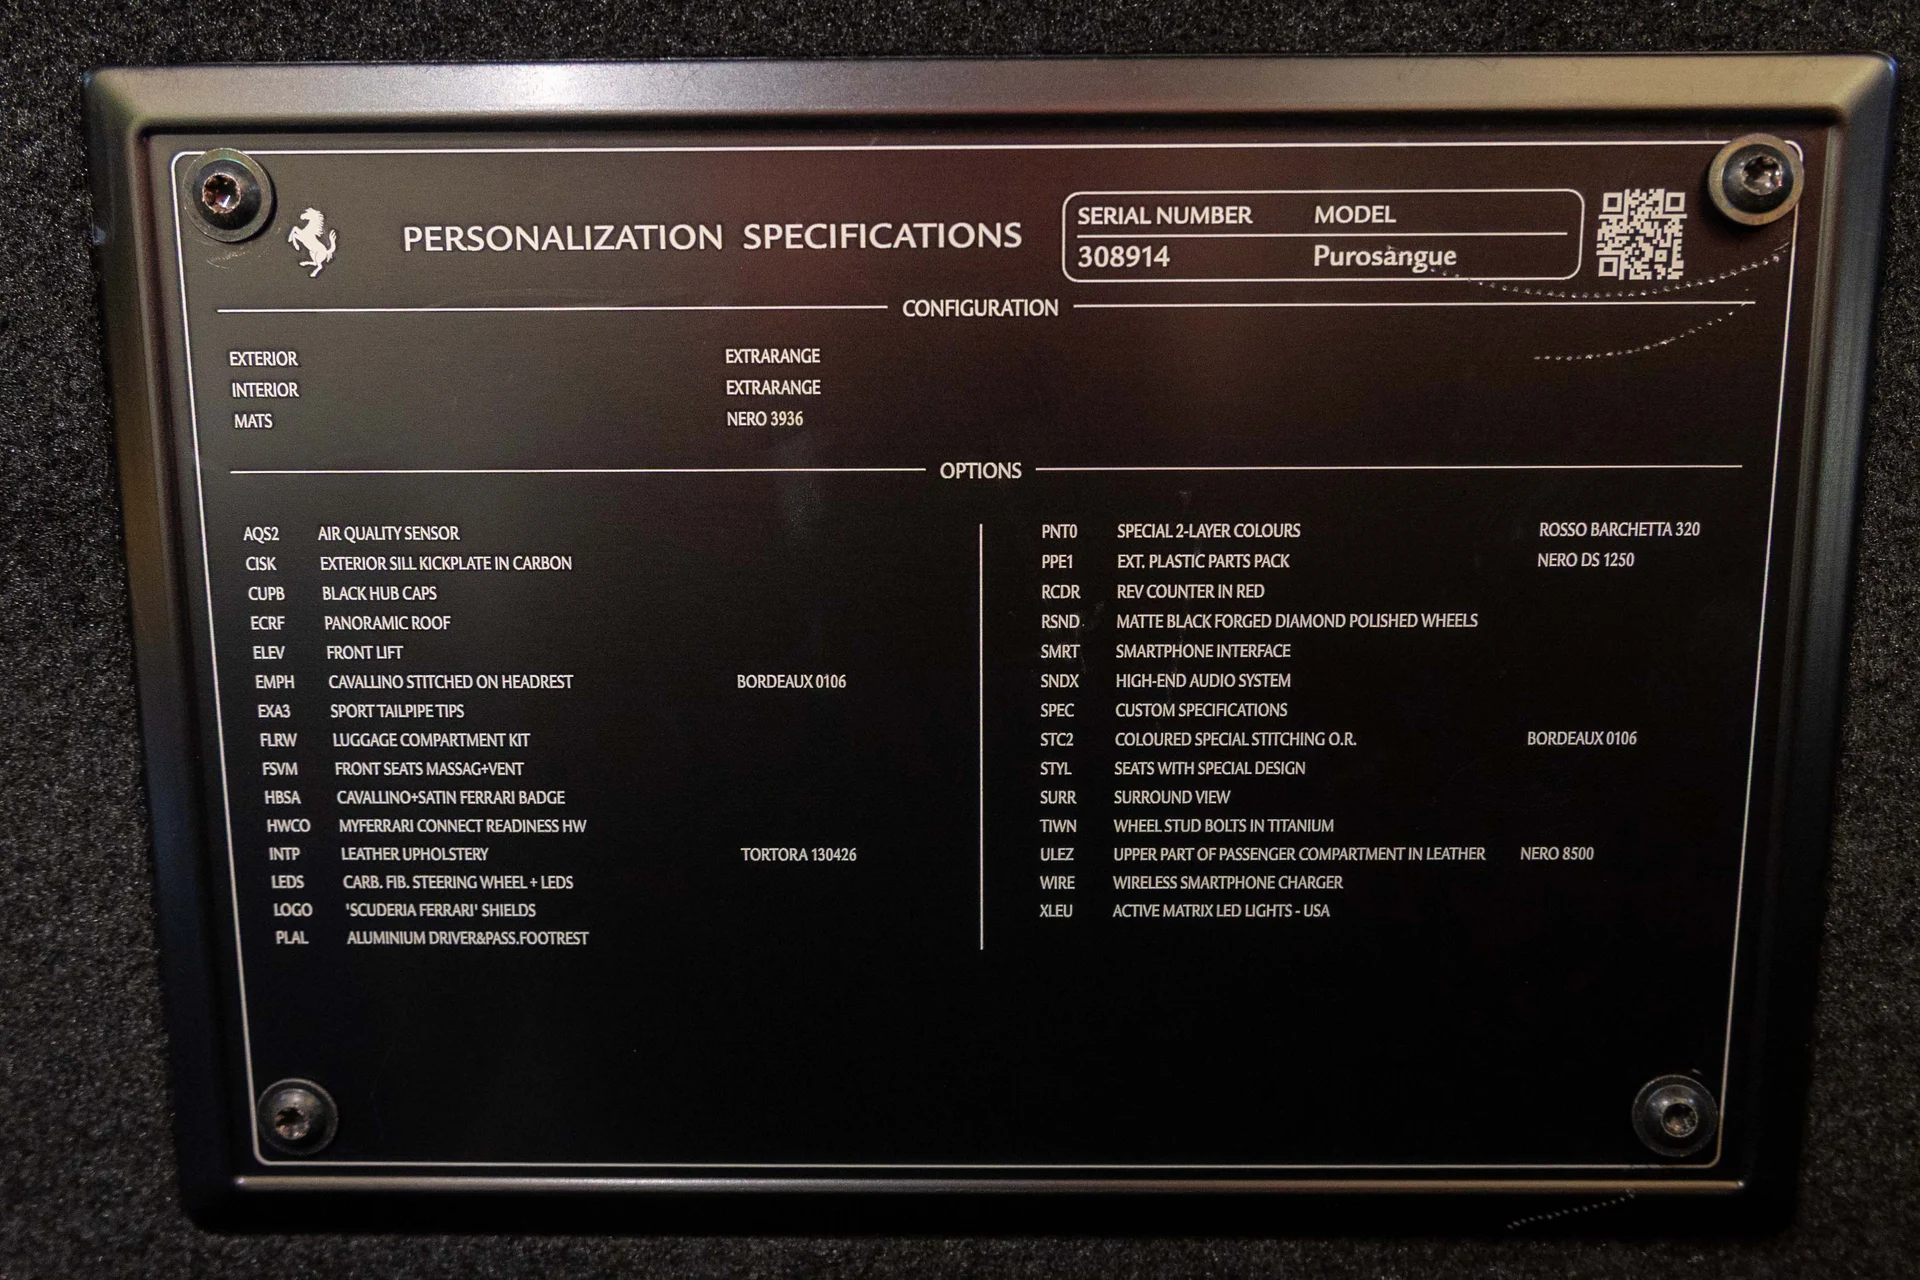 PERSONALIZATION SPECIFICATIONS
SERIAL NUMBER MODEL
308914 Purosangue
CONFIGURATION
EXTERIOR EXTRARANGE
INTERIOR EXTRARANGE
MATS NERO 3936
OPTIONS
AQS2 AIR QUALITY SENSOR
CISK EXTERIOR SILL KICKPLATE IN CARBON
CUPB BLACK HUB CAPS
ECRF PANORAMIC ROOF
ELEV FRONT LIFT
EMPH CAVALLINO STITCHED ON HEADREST BORDEAUX 0106
EXA3 SPORT TAILPIPE TIPS
FLRW LUGGAGE COMPARTMENT KIT
FSVM FRONT SEATS MASSAG+VENT
HBSA CAVALLINO+SATIN FERRARI BADGE
HWCO MYFERRARI CONNECT READINESS HW
INTP LEATHER UPHOLSTERY TORTORA 130426
LEDS CARB. FIB. STEERING WHEEL + LEDS
LOGO 'SCUDERIA FERRARI' SHIELDS
PLAL ALUMINIUM DRIVER&PASS.FOOTREST
PNT0 SPECIAL 2-LAYER COLOURS ROSSO BARCHETTA 320
PPE1 EXT. PLASTIC PARTS PACK NERO DS 1250
RCDR REV COUNTER IN RED
RSND MATTE BLACK FORGED DIAMOND POLISHED WHEELS
SMRT SMARTPHONE INTERFACE
SNDX HIGH-END AUDIO SYSTEM
SPEC CUSTOM SPECIFICATIONS
STC2 COLOURED SPECIAL STITCHING O.R. BORDEAUX 0106
STYL SEATS WITH SPECIAL DESIGN
SURR SURROUND VIEW
TIWN WHEEL STUD BOLTS IN TITANIUM
ULEZ UPPER PART OF PASSENGER COMPARTMENT IN LEATHER NERO 8500
WIRE WIRELESS SMARTPHONE CHARGER
XLEU ACTIVE MATRIX LED LIGHTS - USA